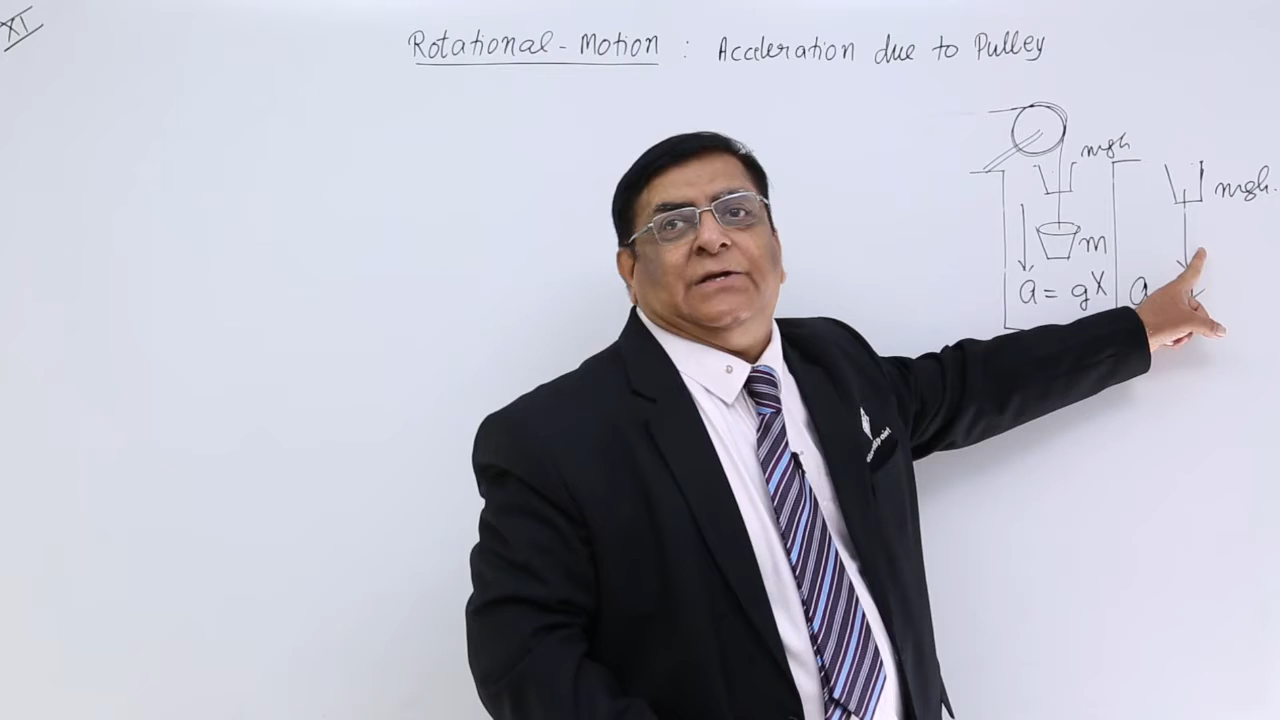 XI
Rotational - Motion : Acceleration due to Pulley
mgh
mgh.
m
a = g X
a